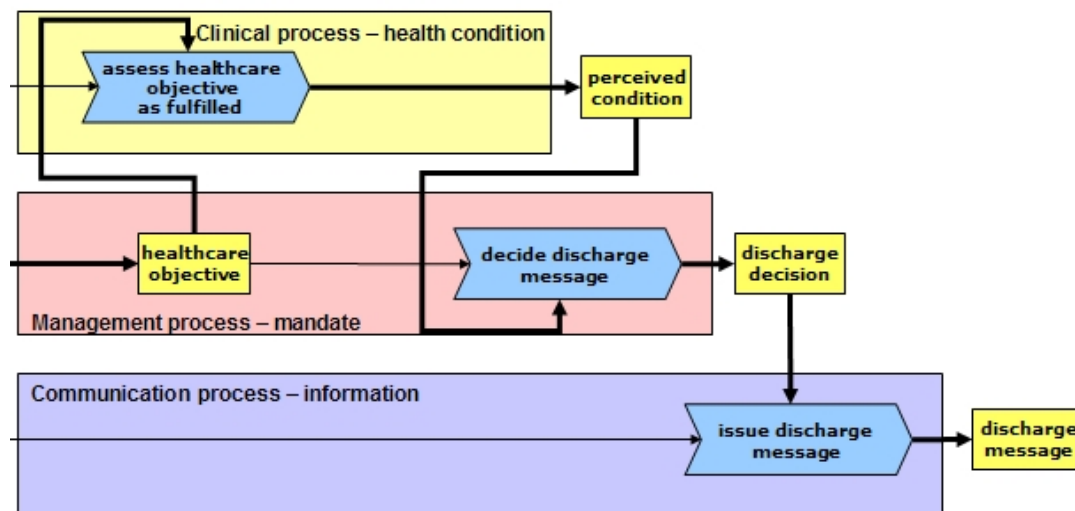 Clinical process – health condition
assess healthcare
objective
as fulfilled
perceived
condition
healthcare
objective
decide discharge
message
discharge
decision
Management process – mandate
Communication process – information
issue discharge
message
discharge
message